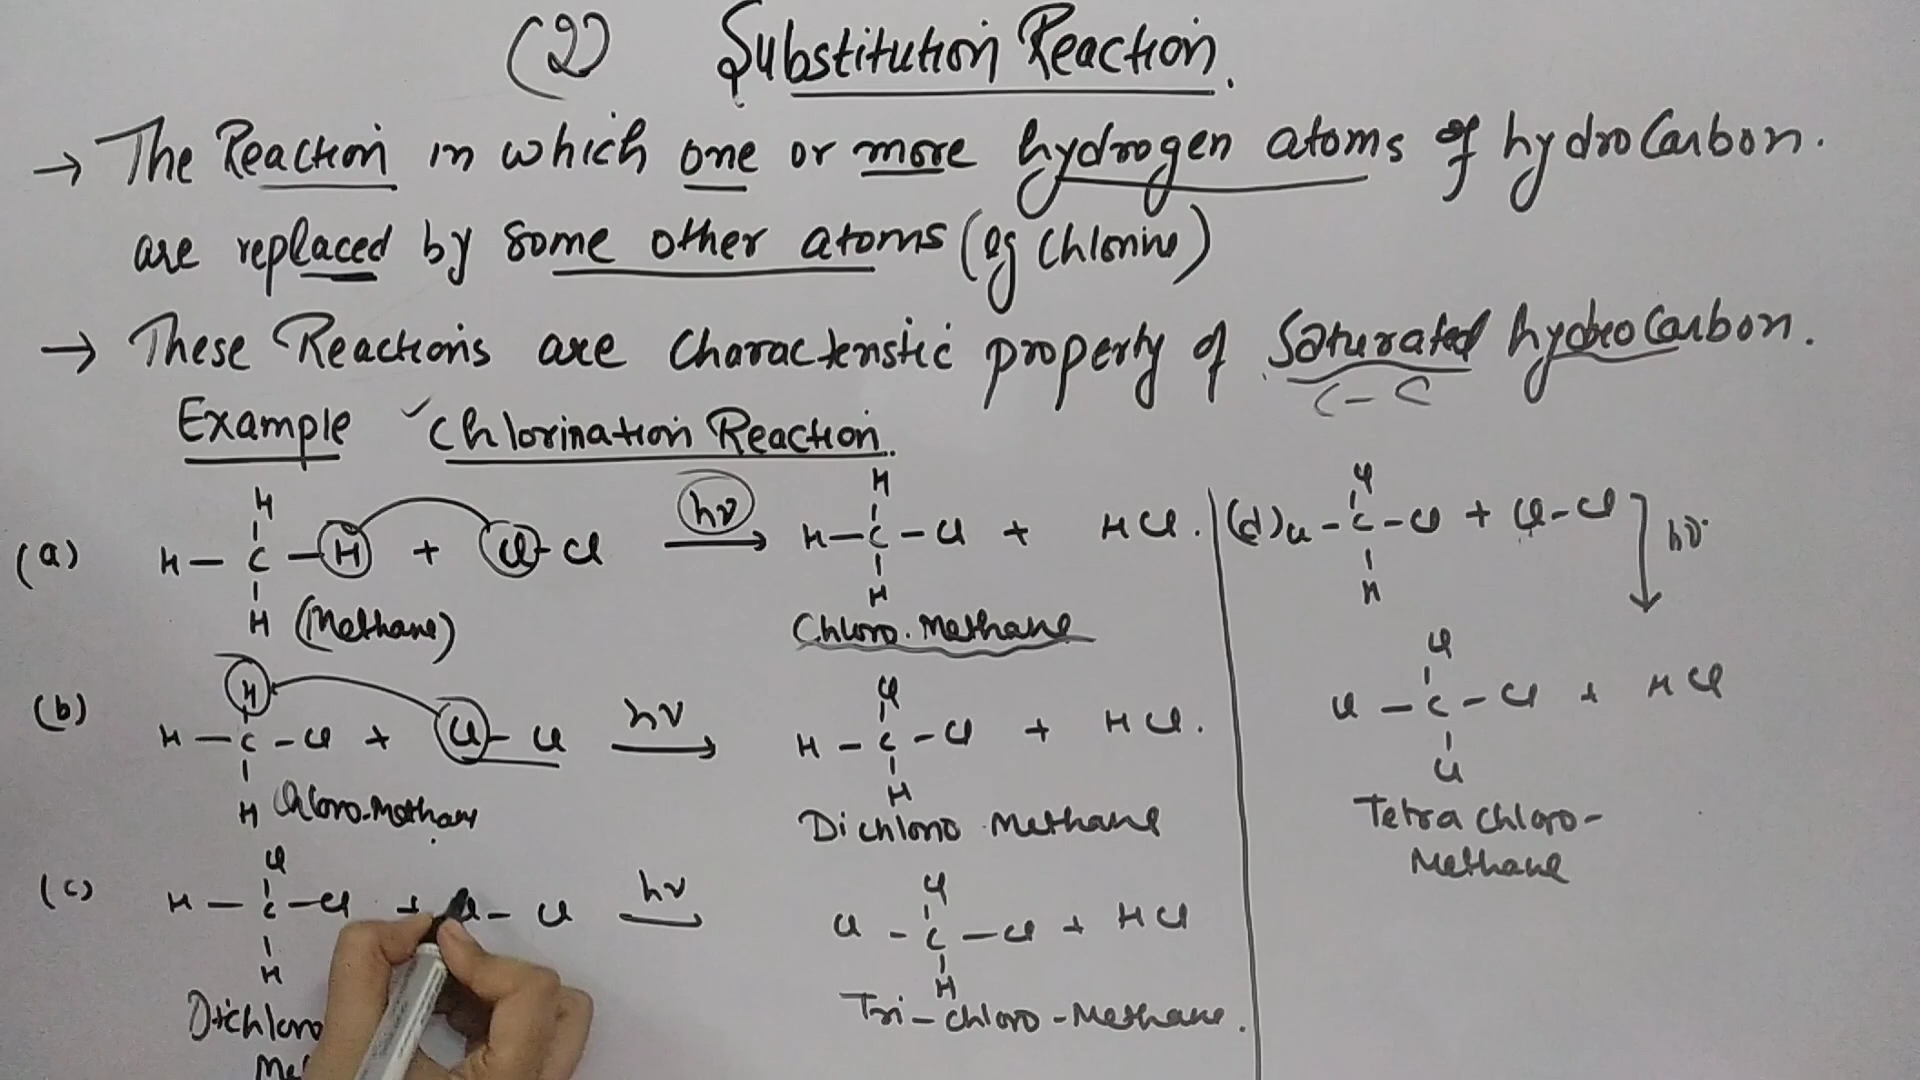 (2) Substitution Reaction.
→ The Reaction in which one or more hydrogen atoms of hydrocarbon.
are replaced by some other atoms (eg Chlorine)
→ These Reactions are characteristic property of Saturated hydrocarbon.
C - C
Example ✓Chlorination Reaction.
H
H
(a) H — C — H + Cl - Cl hν → H — C — Cl + HCl.
H (Methane)
H
Chloro. Methane
H
Cl
(b) H — C — Cl + Cl — Cl hν → H — C — Cl + HCl.
H Chloro-Methane
H
Dichloro Methane
Cl
Cl
(c) H — C — Cl + Cl — Cl hν → Cl — C — Cl + HCl
H
H
Dichloro
Tri-chloro-Methane.
Cl
(d) Cl — C — Cl + Cl - Cl hν
H
Cl
Cl — C — Cl + HCl
Cl
Tetra chloro-
Methane